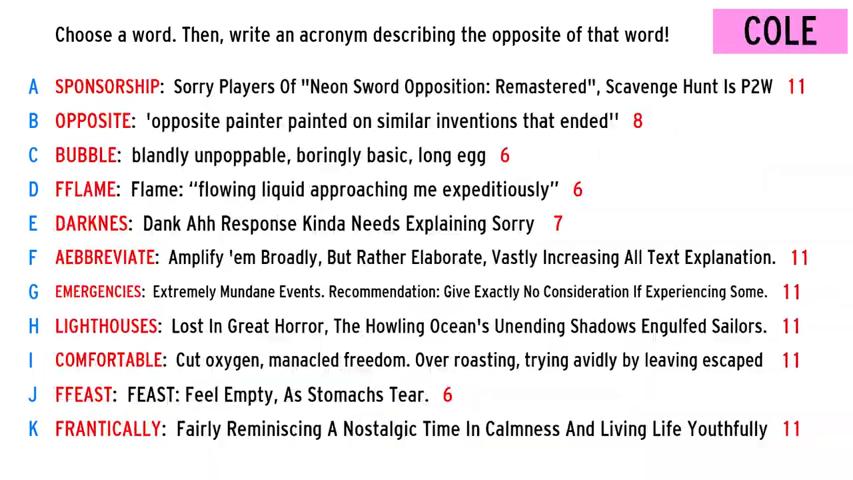 Choose a word. Then, write an acronym describing the opposite of that word!
COLE
A SPONSORSHIP: Sorry Players Of "Neon Sword Opposition: Remastered", Scavenge Hunt Is P2W 11
B OPPOSITE: 'opposite painter painted on similar inventions that ended" 8
C BUBBLE: blandly unpoppable, boringly basic, long egg 6
D FFLAME: Flame: “flowing liquid approaching me expeditiously” 6
E DARKNES: Dank Ahh Response Kinda Needs Explaining Sorry 7
F AEBBREVIATE: Amplify 'em Broadly, But Rather Elaborate, Vastly Increasing All Text Explanation. 11
G EMERGENCIES: Extremely Mundane Events. Recommendation: Give Exactly No Consideration If Experiencing Some. 11
H LIGHTHOUSES: Lost In Great Horror, The Howling Ocean's Unending Shadows Engulfed Sailors. 11
I COMFORTABLE: Cut oxygen, manacled freedom. Over roasting, trying avidly by leaving escaped 11
J FFEAST: FEAST: Feel Empty, As Stomachs Tear. 6
K FRANTICALLY: Fairly Reminiscing A Nostalgic Time In Calmness And Living Life Youthfully 11